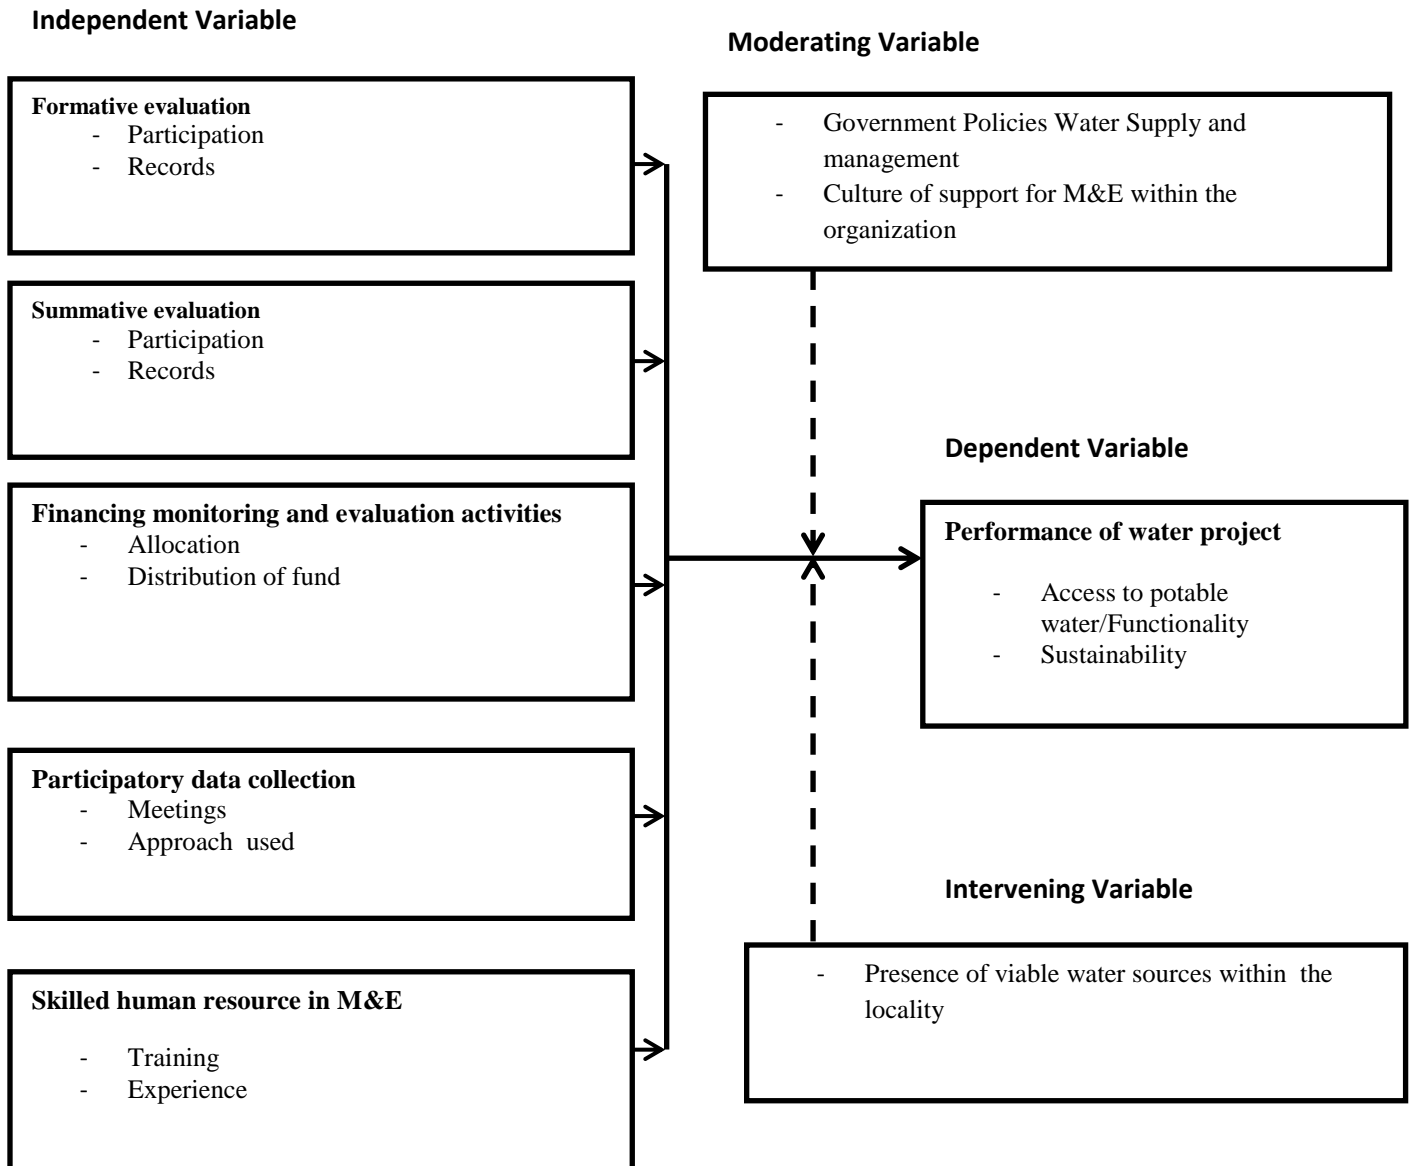 Independent Variable
Formative evaluation
- Participation
- Records
Summative evaluation
- Participation
- Records
Financing monitoring and evaluation activities
- Allocation
- Distribution of fund
Participatory data collection
- Meetings
- Approach used
Skilled human resource in M&E
- Training
- Experience
Moderating Variable
- Government Policies Water Supply and
management
- Culture of support for M&E within the
organization
Dependent Variable
Performance of water project
- Access to potable
water/Functionality
- Sustainability
Intervening Variable
- Presence of viable water sources within the
locality